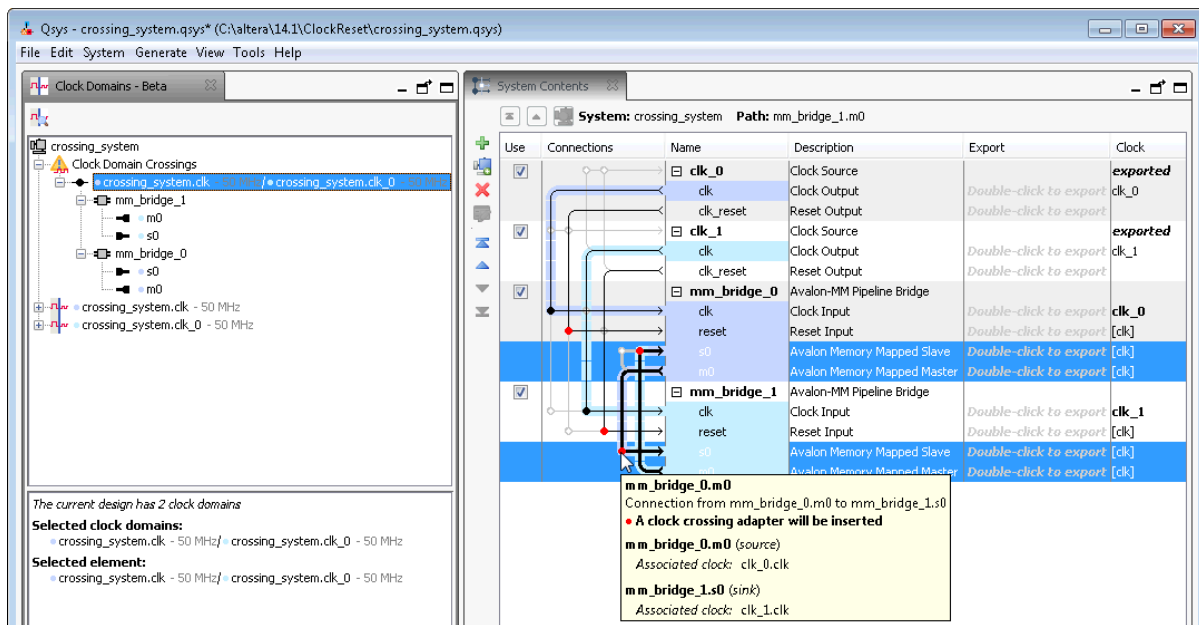 Qsys - crossing_system.qsys* (C:\altera\14.1\ClockReset\crossing_system.qsys)
File Edit System Generate View Tools Help
Clock Domains - Beta
crossing_system
Clock Domain Crossings
crossing_system.clk - 50 MHz/ crossing_system.clk_0 - 50 MHz
mm_bridge_1
m0
s0
mm_bridge_0
s0
m0
crossing_system.clk - 50 MHz
crossing_system.clk_0 - 50 MHz
The current design has 2 clock domains
Selected clock domains:
crossing_system.clk - 50 MHz/ crossing_system.clk_0 - 50 MHz
Selected element:
crossing_system.clk - 50 MHz/ crossing_system.clk_0 - 50 MHz
System Contents
System: crossing_system Path: mm_bridge_1.m0
Use Connections Name Description Export Clock
clk_0 Clock Source exported
clk Clock Output Double-click to export clk_0
clk_reset Reset Output Double-click to export
clk_1 Clock Source exported
clk Clock Output Double-click to export clk_1
clk_reset Reset Output Double-click to export
mm_bridge_0 Avalon-MM Pipeline Bridge
clk Clock Input Double-click to export clk_0
reset Reset Input Double-click to export [clk]
s0 Avalon Memory Mapped Slave Double-click to export [clk]
m0 Avalon Memory Mapped Master Double-click to export [clk]
mm_bridge_1 Avalon-MM Pipeline Bridge
clk Clock Input Double-click to export clk_1
reset Reset Input Double-click to export [clk]
s0 Avalon Memory Mapped Slave Double-click to export [clk]
m0 Avalon Memory Mapped Master Double-click to export [clk]
mm_bridge_0.m0
Connection from mm_bridge_0.m0 to mm_bridge_1.s0
A clock crossing adapter will be inserted
mm_bridge_0.m0 (source)
Associated clock: clk_0.clk
mm_bridge_1.s0 (sink)
Associated clock: clk_1.clk